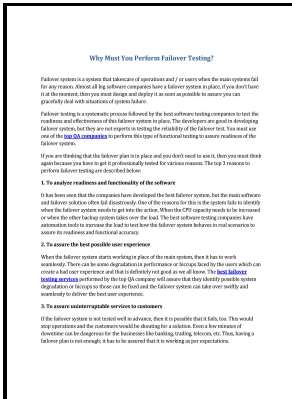 Why Must You Perform Failover Testing?
Failover system is a system that takescare of operations and / or users when the main systems fail
for any reason. Almost all big software companies have a failover system in place, if you don't have
it at the moment, then you must design and deploy it as soon as possible to assure you can
gracefully deal with situations of system failure.
Failover testing is a systematic process followed by the best software testing companies to test the
readiness and effectiveness of this failover system in place. The developers are good in developing
failover system, but they are not experts in testing the reliability of the failover test. You must use
one of the top QA companies to perform this type of functional testing to assure readiness of the
failover system.
If you are thinking that the failover plan is in place and you don't need to use it, then you must think
again because you have to get it professionally tested for various reasons. The top 3 reasons to
perform failover testing are described below:
1. To analyze readiness and functionality of the software
It has been seen that the companies have developed the best failover system, but the main software
and failover solution often fail disastrously. One of the reasons for this is the system fails to identify
when the failover system needs to get into the action. When the CPU capacity needs to be increased
or when the other backup system takes over the load. The best software testing companies have
automation tools to increase the load to test how the failover system behaves in real scenarios to
assure its readiness and functional accuracy.
2. To assure the best possible user experience
When the failover system starts working in place of the main system, then it has to work
seamlessly. There can be some degradation in performance or hiccups faced by the users which can
create a bad user experience and that is definitely not good as we all know. The best failover
testing services performed by the top QA company will assure that they identify possible system
degradation or hiccups so those can be fixed and the failover system can take over swiftly and
seamlessly to deliver the best user experience.
3. To assure uninterruptable services to customers
If the failover system is not tested well in advance, then it is possible that it fails, too. This would
stop operations and the customers would be shouting for a solution. Even a few minutes of
downtime can be dangerous for the businesses like banking, trading, telecom, etc. Thus, having a
failover plan is not enough; it has to be assured that it is working as per expectations.